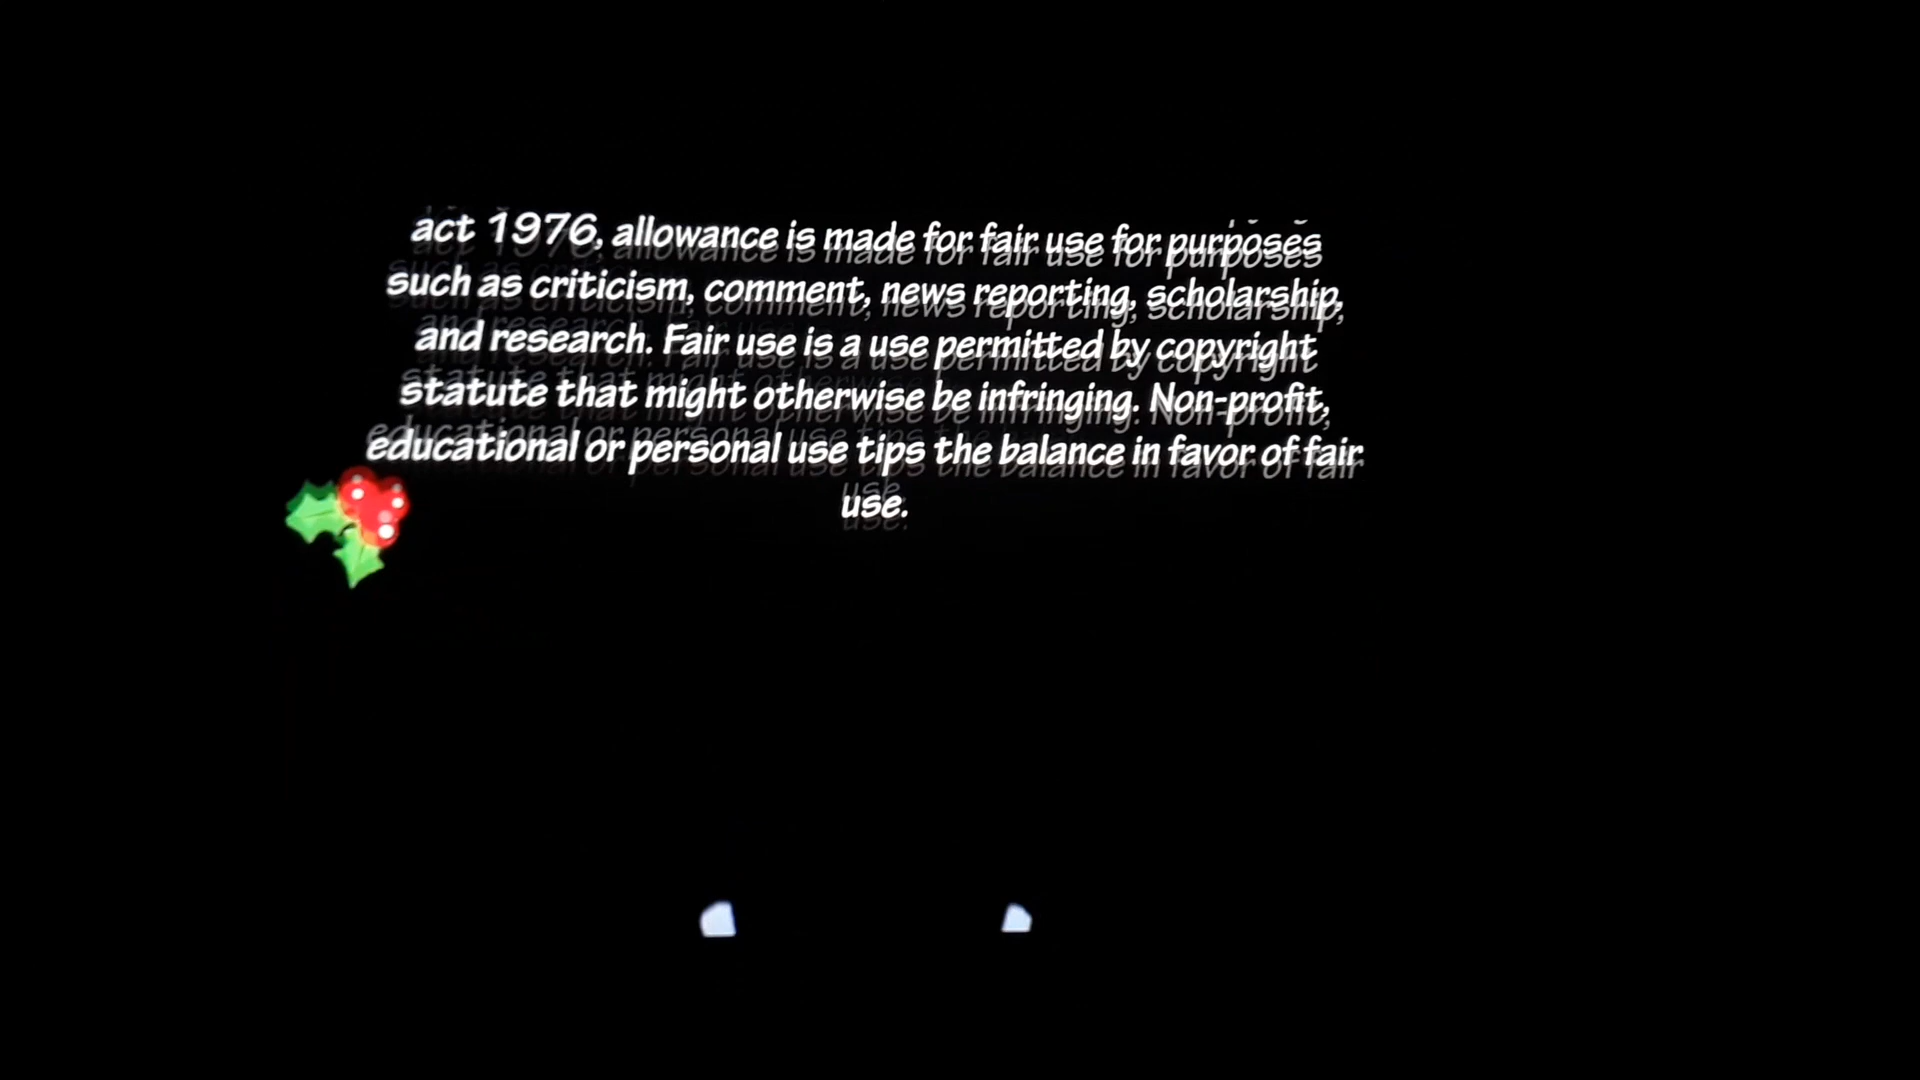 act 1976, allowance is made for fair use for purposes
such as criticism, comment, news reporting, scholarship,
and research. Fair use is a use permitted by copyright
statute that might otherwise be infringing. Non-profit,
educational or personal use tips the balance in favor of fair
use.